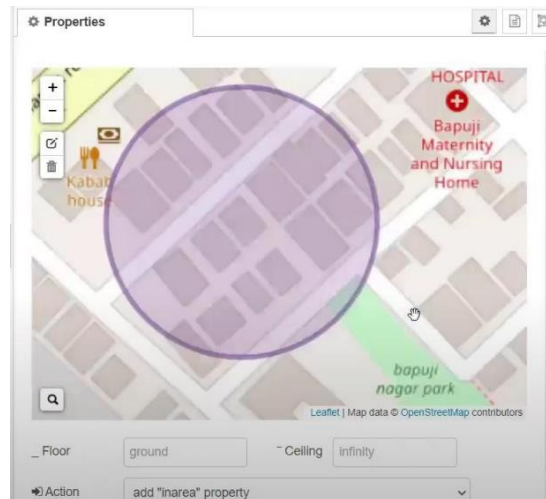 Properties
+
HOSPITAL
−
Bapuji
Maternity
and Nursing
Home
Kabab
house
bapuji
nagar park
Leaflet | Map data © OpenStreetMap contributors
Floor
ground
Ceiling
infinity
Action
add "inarea" property